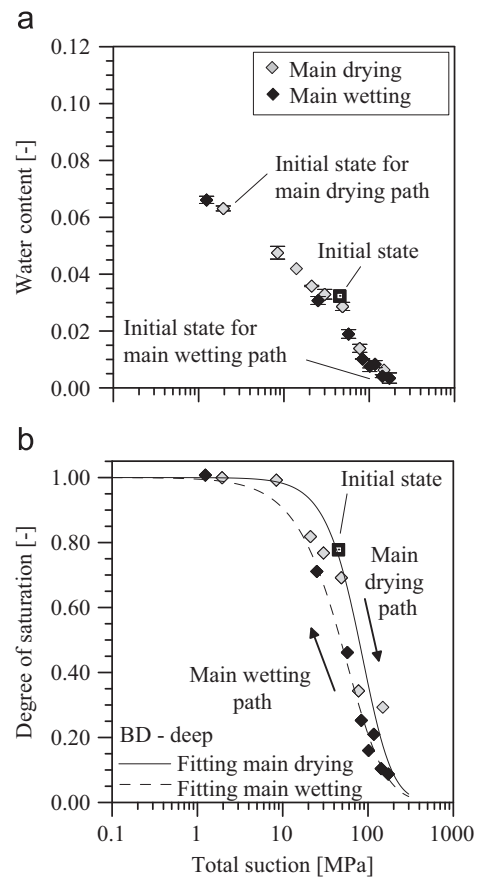 a
0.12
0.10
0.08
0.06
0.04
0.02
0.00
Water content [-]
Main drying
Main wetting
Initial state for
main drying path
Initial state
Initial state for
main wetting path
b
1.00
0.80
0.60
0.40
0.20
0.00
Degree of saturation [-]
Initial state
Main
drying
path
Main wetting
path
BD - deep
Fitting main drying
Fitting main wetting
0.1
1
10
100
1000
Total suction [MPa]